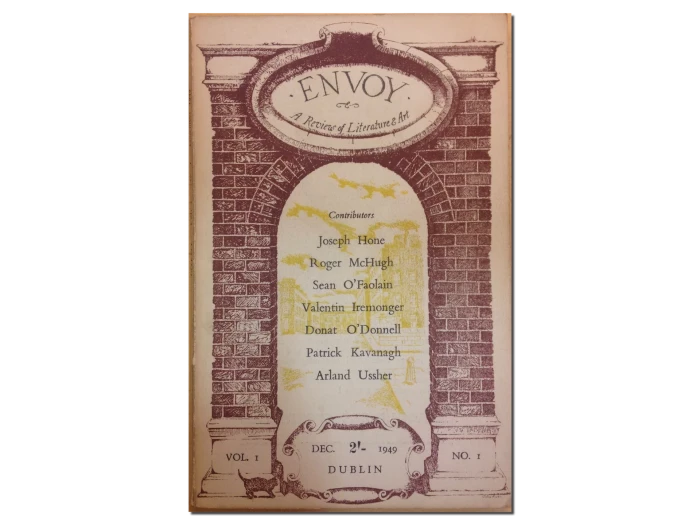 · ENVOY ·
A Review of Literature & Art
Contributors
Joseph Hone
Roger McHugh
Sean O'Faolain
Valentin Iremonger
Donat O'Donnell
Patrick Kavanagh
Arland Ussher
VOL. 1
DEC. 2/- 1949
NO. 1
DUBLIN